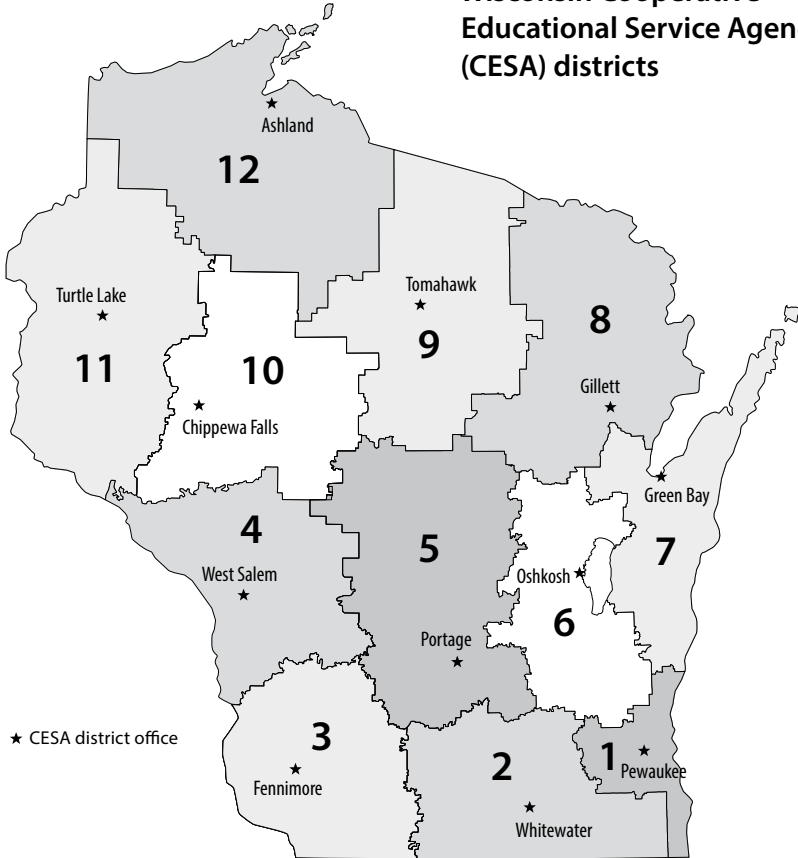 Educational Service Agen
(CESA) districts
Ashland
12
Turtle Lake
Tomahawk
8
9
11
10
Gillett
Chippewa Falls
Green Bay
4
5
7
West Salem
Oshkosh
6
Portage
3
★ CESA district office
2
1
Pewaukee
Fennimore
Whitewater